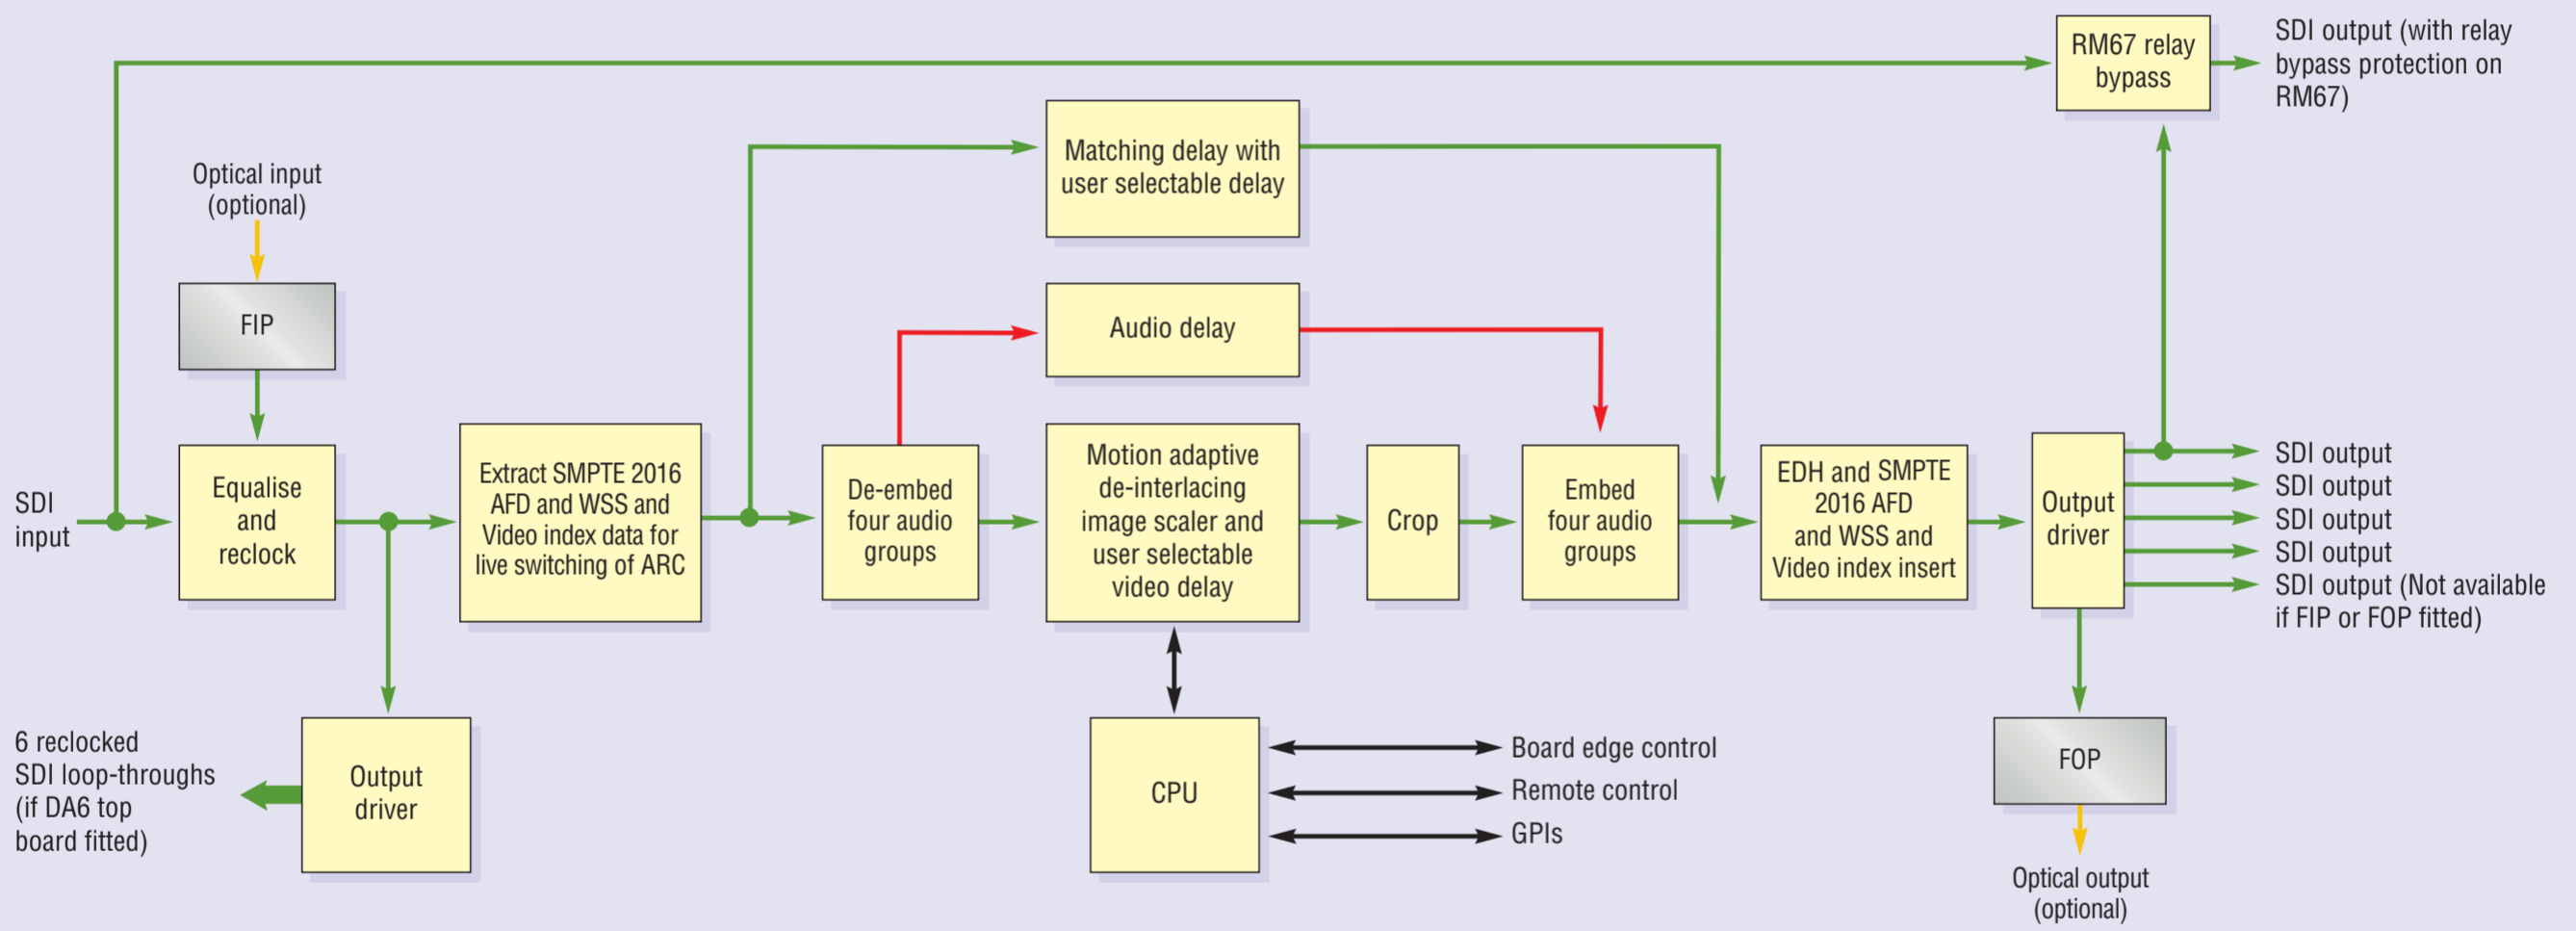 RM67 relay
bypass
SDI output (with relay
bypass protection on
RM67)
Matching delay with
user selectable delay
Optical input
(optional)
FIP
Audio delay
SDI
input
Equalise
and
reclock
Extract SMPTE 2016
AFD and WSS and
Video index data for
live switching of ARC
De-embed
four audio
groups
Motion adaptive
de-interlacing
image scaler and
user selectable
video delay
Crop
Embed
four audio
groups
EDH and SMPTE
2016 AFD
and WSS and
Video index insert
Output
driver
SDI output
SDI output
SDI output
SDI output
SDI output (Not available
if FIP or FOP fitted)
6 reclocked
SDI loop-throughs
(if DA6 top
board fitted)
Output
driver
CPU
Board edge control
Remote control
GPIs
FOP
Optical output
(optional)